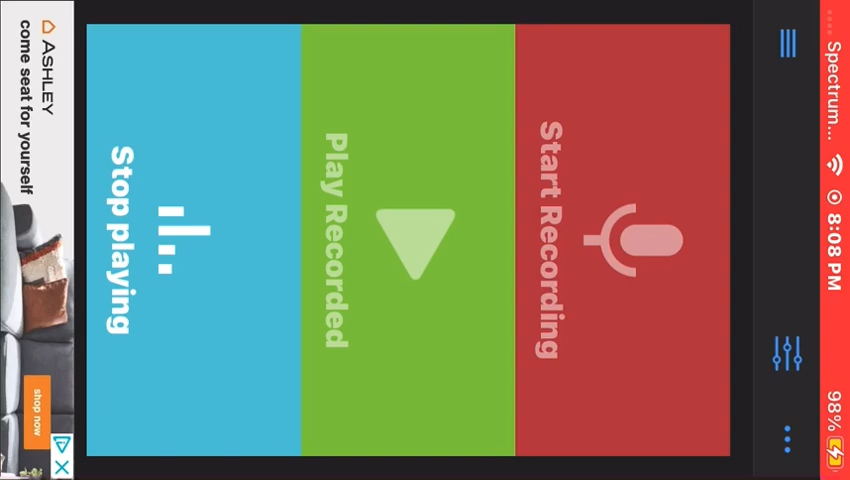 Spectrum...
8:08 PM
98%
Start Recording
Play Recorded
Stop playing
ASHLEY
come seat for yourself
shop now